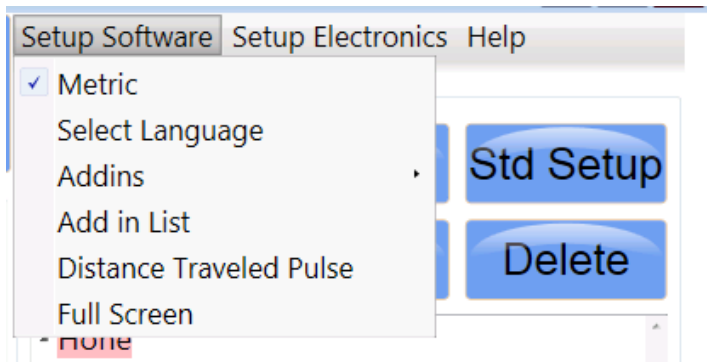 Setup Software Setup Electronics Help
Metric
Select Language
Addins
Add in List
Distance Traveled Pulse
Full Screen
Std Setup
Delete